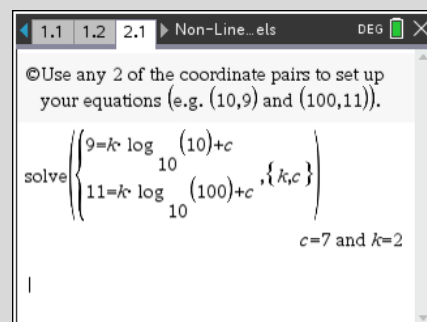 1.1 1.2 2.1 Non-Line...els DEG
©Use any 2 of the coordinate pairs to set up
your equations (e.g. (10,9) and (100,11)).
solve({9=k· log₁₀(10)+c
11=k· log₁₀(100)+c ,{k,c})
c=7 and k=2